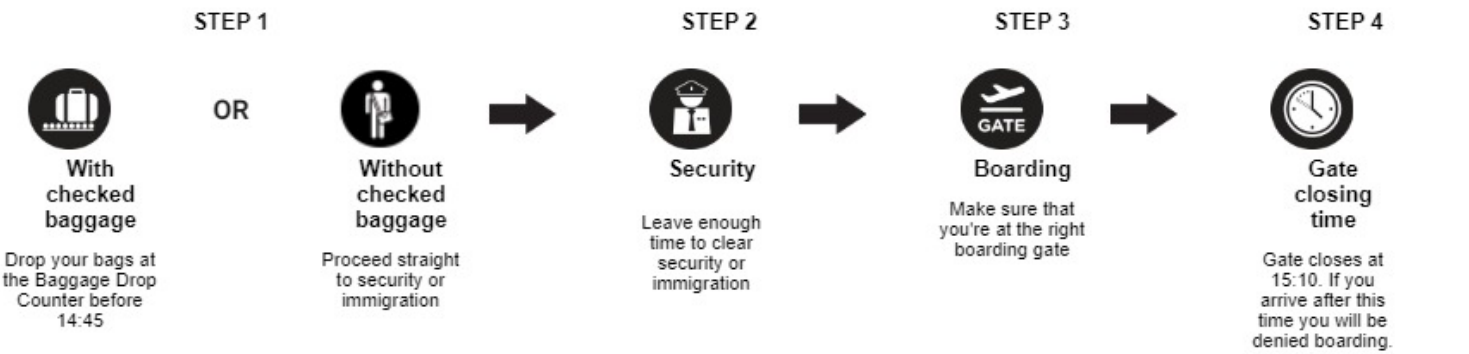 STEP 1
STEP 2
STEP 3
STEP 4
OR
GATE
With
checked
baggage
Drop your bags at
the Baggage Drop
Counter before
14:45
Without
checked
baggage
Proceed straight
to security or
immigration
Security
Leave enough
time to clear
security or
immigration
Boarding
Make sure that
you're at the right
boarding gate
Gate
closing
time
Gate closes at
15:10. If you
arrive after this
time you will be
denied boarding.